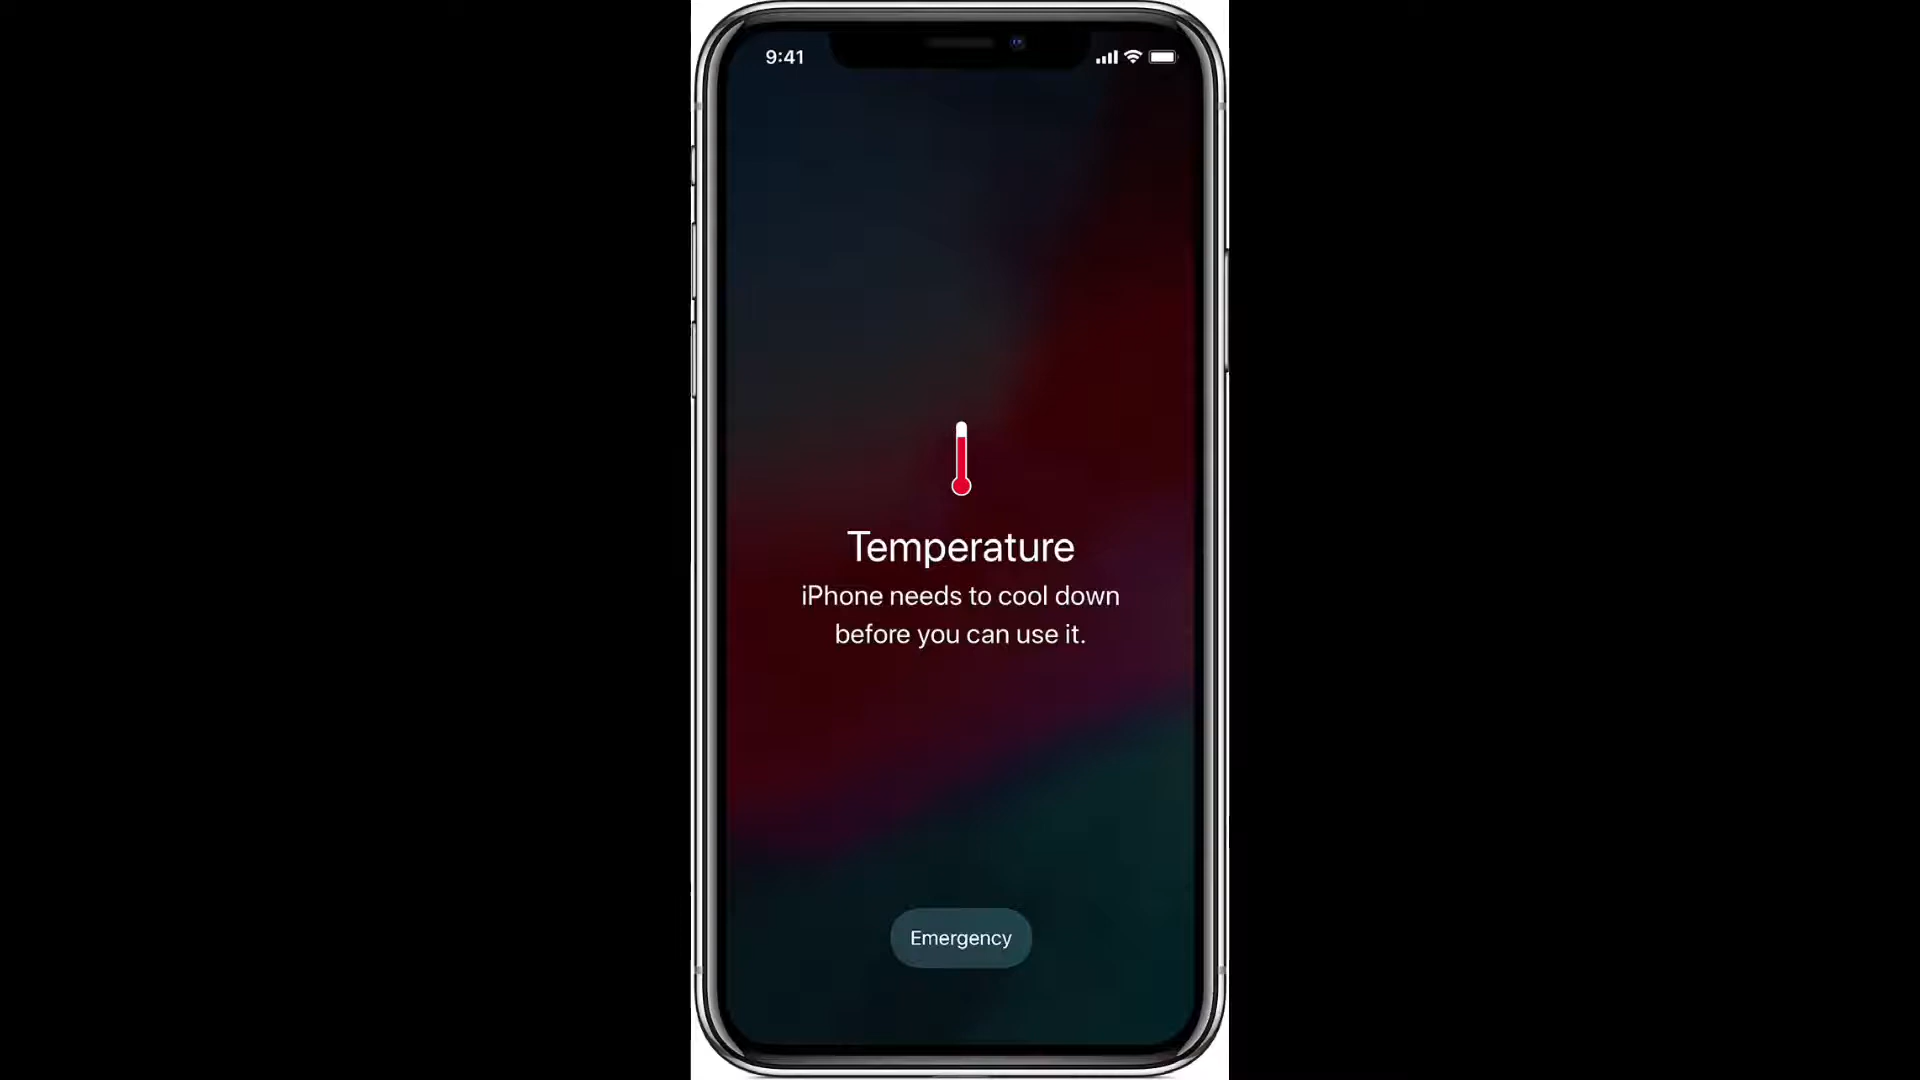 9:41
Temperature
iPhone needs to cool down
before you can use it.
Emergency